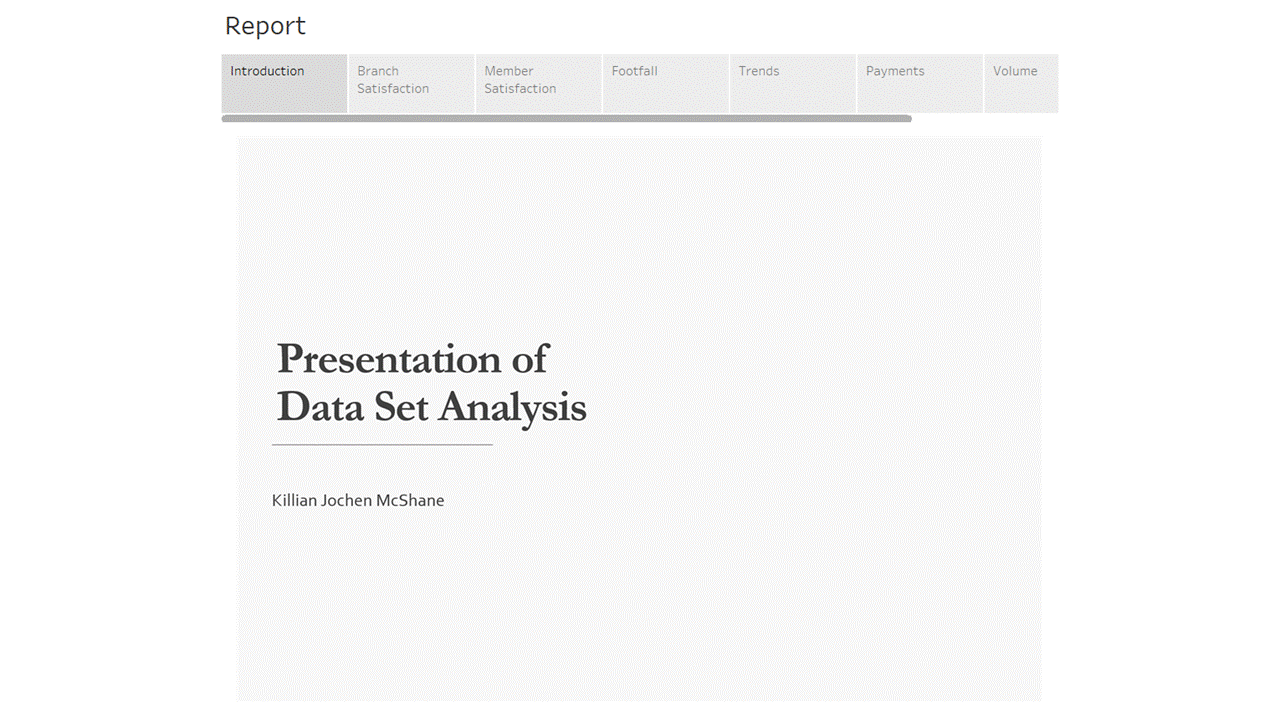 Report
Introduction
Branch
Satisfaction
Member
Satisfaction
Footfall
Trends
Payments
Volume
Presentation of
Data Set Analysis
Killian Jochen McShane